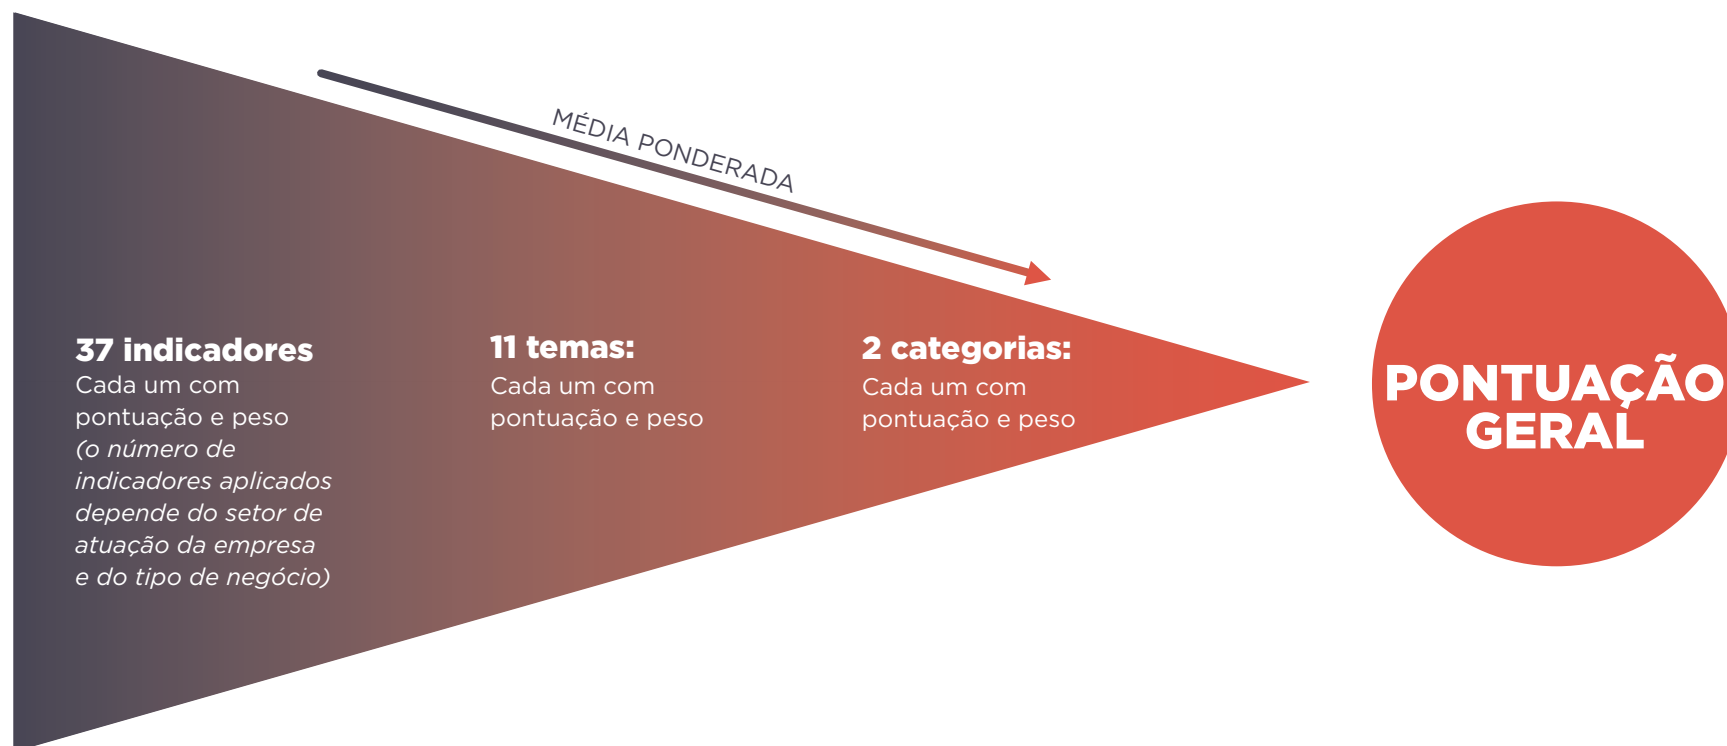 MÉDIA PONDERADA
37 indicadores
Cada um com
pontuação e peso
(o número de
indicadores aplicados
depende do setor de
atuação da empresa
e do tipo de negócio)
11 temas:
Cada um com
pontuação e peso
2 categorias:
Cada um com
pontuação e peso
PONTUAÇÃO
GERAL